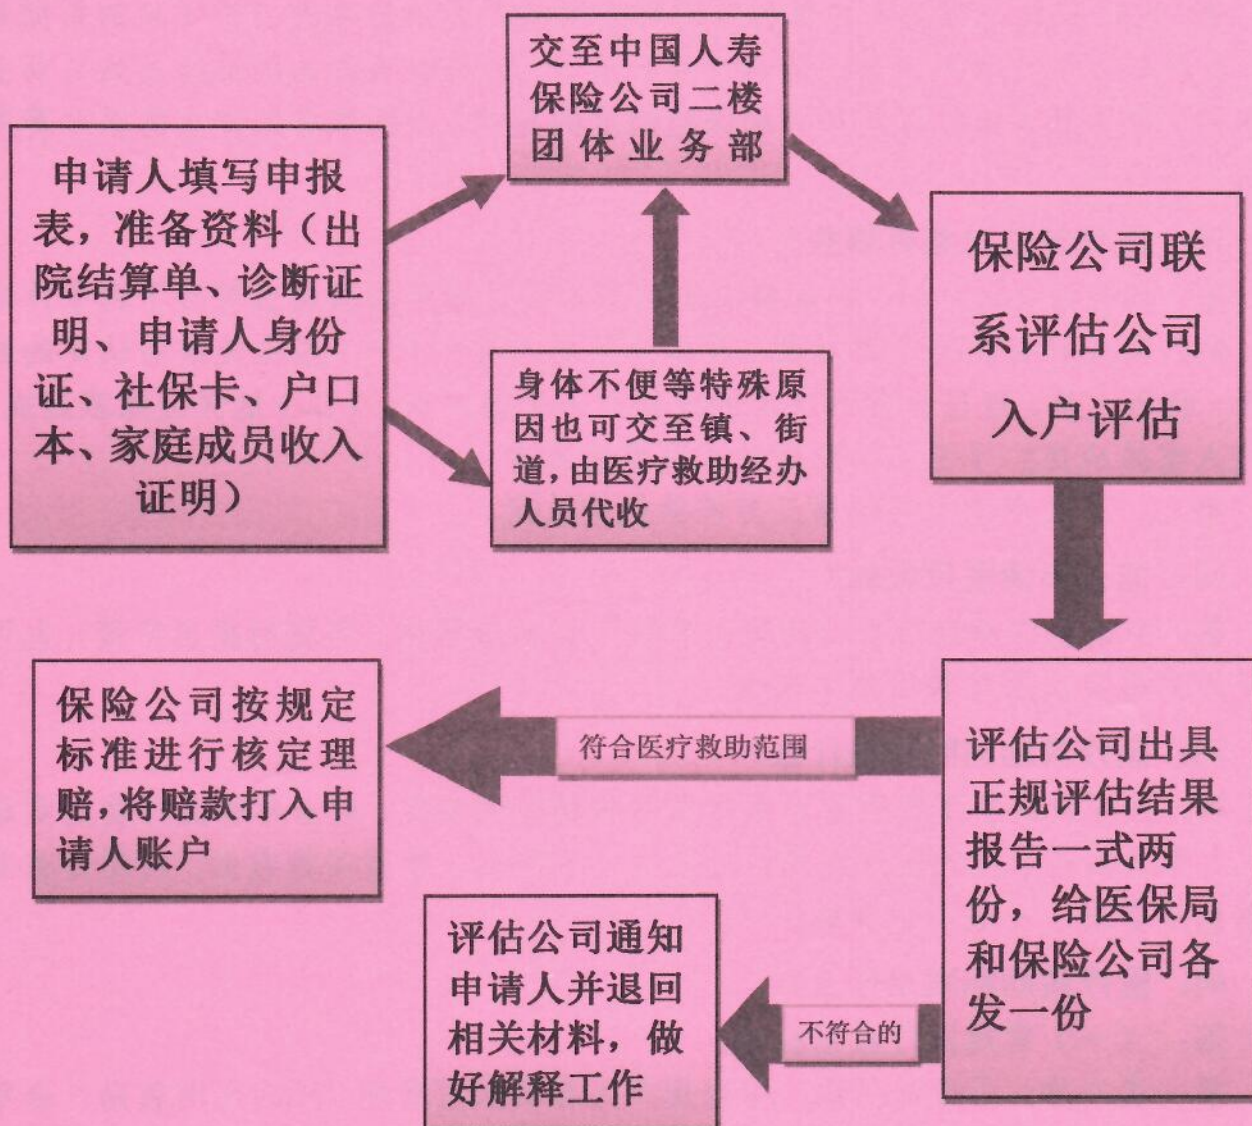 交至中国人寿
保险公司二楼
团体业务部
申请人填写申报
表，准备资料（出
院结算单、诊断证
明、申请人身份
证、社保卡、户口
本、家庭成员收入
证明）
身体不便等特殊原
因也可交至镇、街
道，由医疗救助经办
人员代收
保险公司联
系评估公司
入户评估
评估公司出具
正规评估结果
报告一式两
份，给医保局
和保险公司各
发一份
符合医疗救助范围
保险公司按规定
标准进行核定理
赔，将赔款打入申
请人账户
不符合的
评估公司通知
申请人并退回
相关材料，做
好解释工作